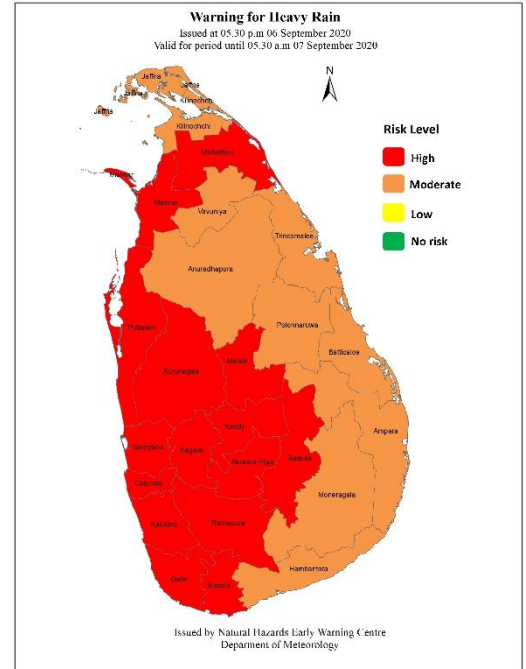 Warning for Heavy Rain
Issued at 05.30 p.m 06 September 2020
Valid for period until 05.30 a.m 07 September 2020
N
Jaffna
Jaffna
Jaffna
Kilinochchi
Kilinochchi
Mannar
Vavuniya
Trincomalee
Anuradhapura
Risk Level
High
Moderate
Low
No risk
Puttalam
Polonnaruwa
Batticaloa
Kurunegala
Matale
Kandy
Ampara
Gampaha
Kegalle
Nuwara Eliya
Badulla
Colombo
Moneragala
Kalutara
Ratnapura
Hambantota
Galle
Matara
Issued by Natural Hazards Early Warning Centre
Deparment of Meteorology